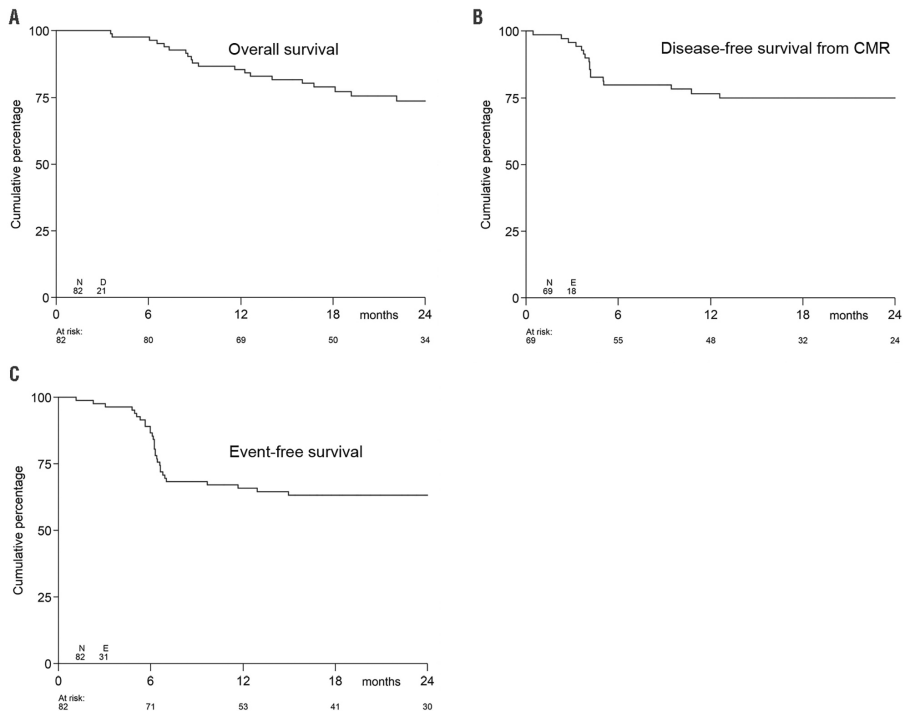 A
Overall survival
Cumulative percentage
100
75
50
25
0
N D
82 21
0 6 12 18 24
months
At risk:
82 80 69 50 34
B
Disease-free survival from CMR
Cumulative percentage
100
75
50
25
0
N E
69 18
0 6 12 18 24
months
At risk:
69 55 48 32 24
C
Event-free survival
Cumulative percentage
100
75
50
25
0
N E
82 31
0 6 12 18 24
months
At risk:
82 71 53 41 30